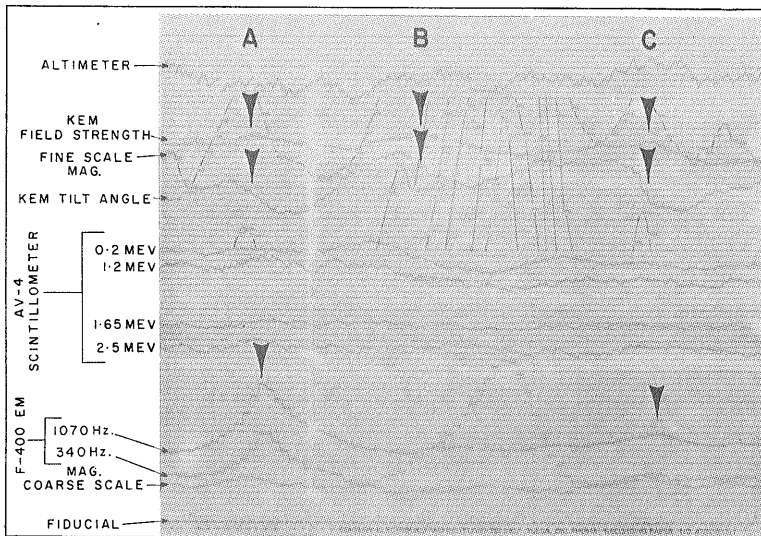 A B C
ALTIMETER
KEM
FIELD STRENGTH
FINE SCALE
MAG.
KEM TILT ANGLE
AV-4
SCINTILLOMETER
0·2 MEV
1·2 MEV
1·65 MEV
2·5 MEV
F-400 EM
1070 Hz.
340 Hz.
MAG.
COARSE SCALE
FIDUCIAL